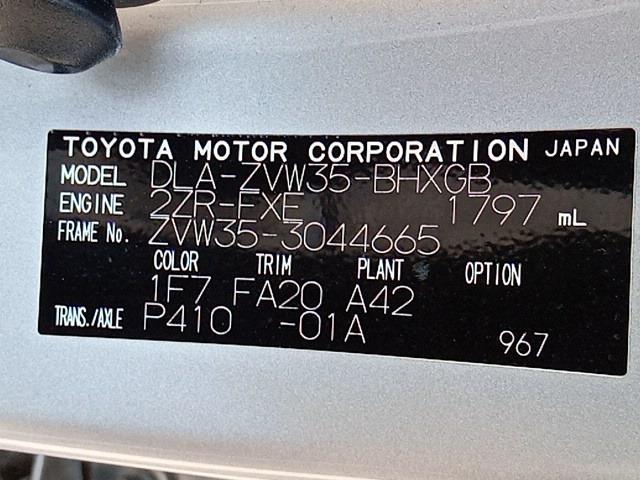 TOYOTA MOTOR CORPORATION JAPAN
MODEL DLA-ZVW35-BHXGB
ENGINE 2ZR-FXE 1797 mL
FRAME No. ZVW35-3044665
COLOR TRIM PLANT OPTION
1F7 FA20 A42
TRANS./AXLE P410 -01A
967